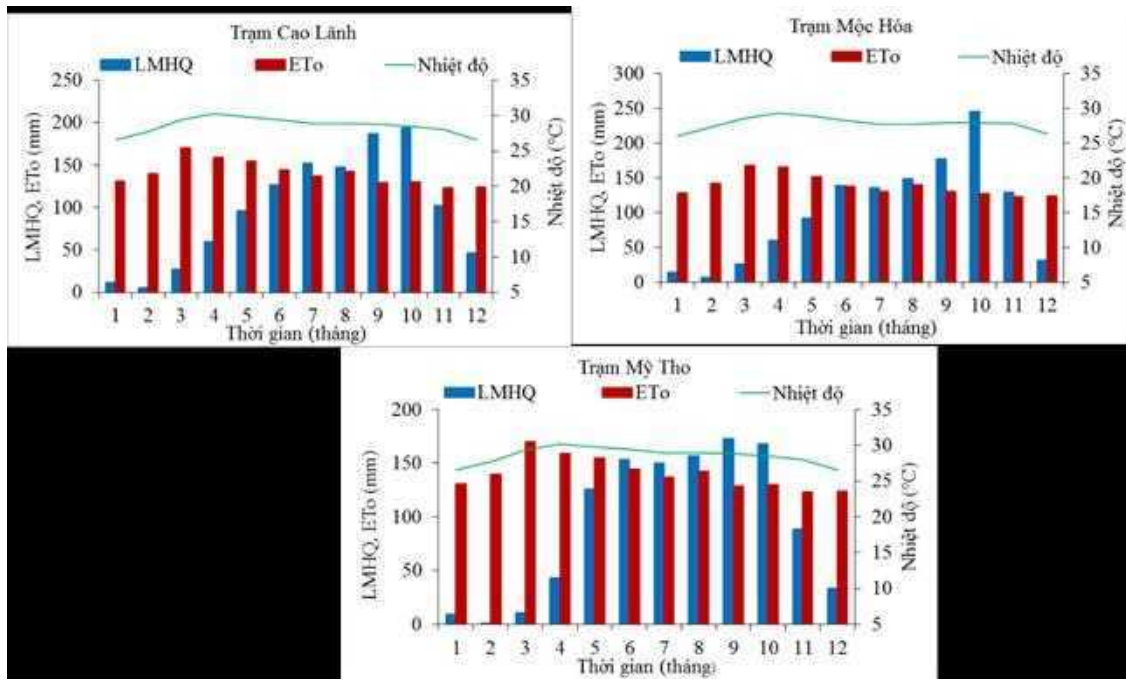 Trạm Cao Lãnh
LMHQ ETo Nhiệt độ
250
200
150
100
50
0
35
30
25
20
15
10
5
LMHQ, ETo (mm)
Nhiệt độ (°C)
1 2 3 4 5 6 7 8 9 10 11 12
Thời gian (tháng)
Trạm Mộc Hóa
LMHQ ETo Nhiệt độ
300
250
200
150
100
50
0
35
30
25
20
15
10
5
LMHQ, ETo (mm)
Nhiệt độ (°C)
1 2 3 4 5 6 7 8 9 10 11 12
Thời gian (tháng)
Trạm Mỹ Tho
LMHQ ETo Nhiệt độ
200
150
100
50
0
35
30
25
20
15
10
5
LMHQ, ETo (mm)
Nhiệt độ (°C)
1 2 3 4 5 6 7 8 9 10 11 12
Thời gian (tháng)